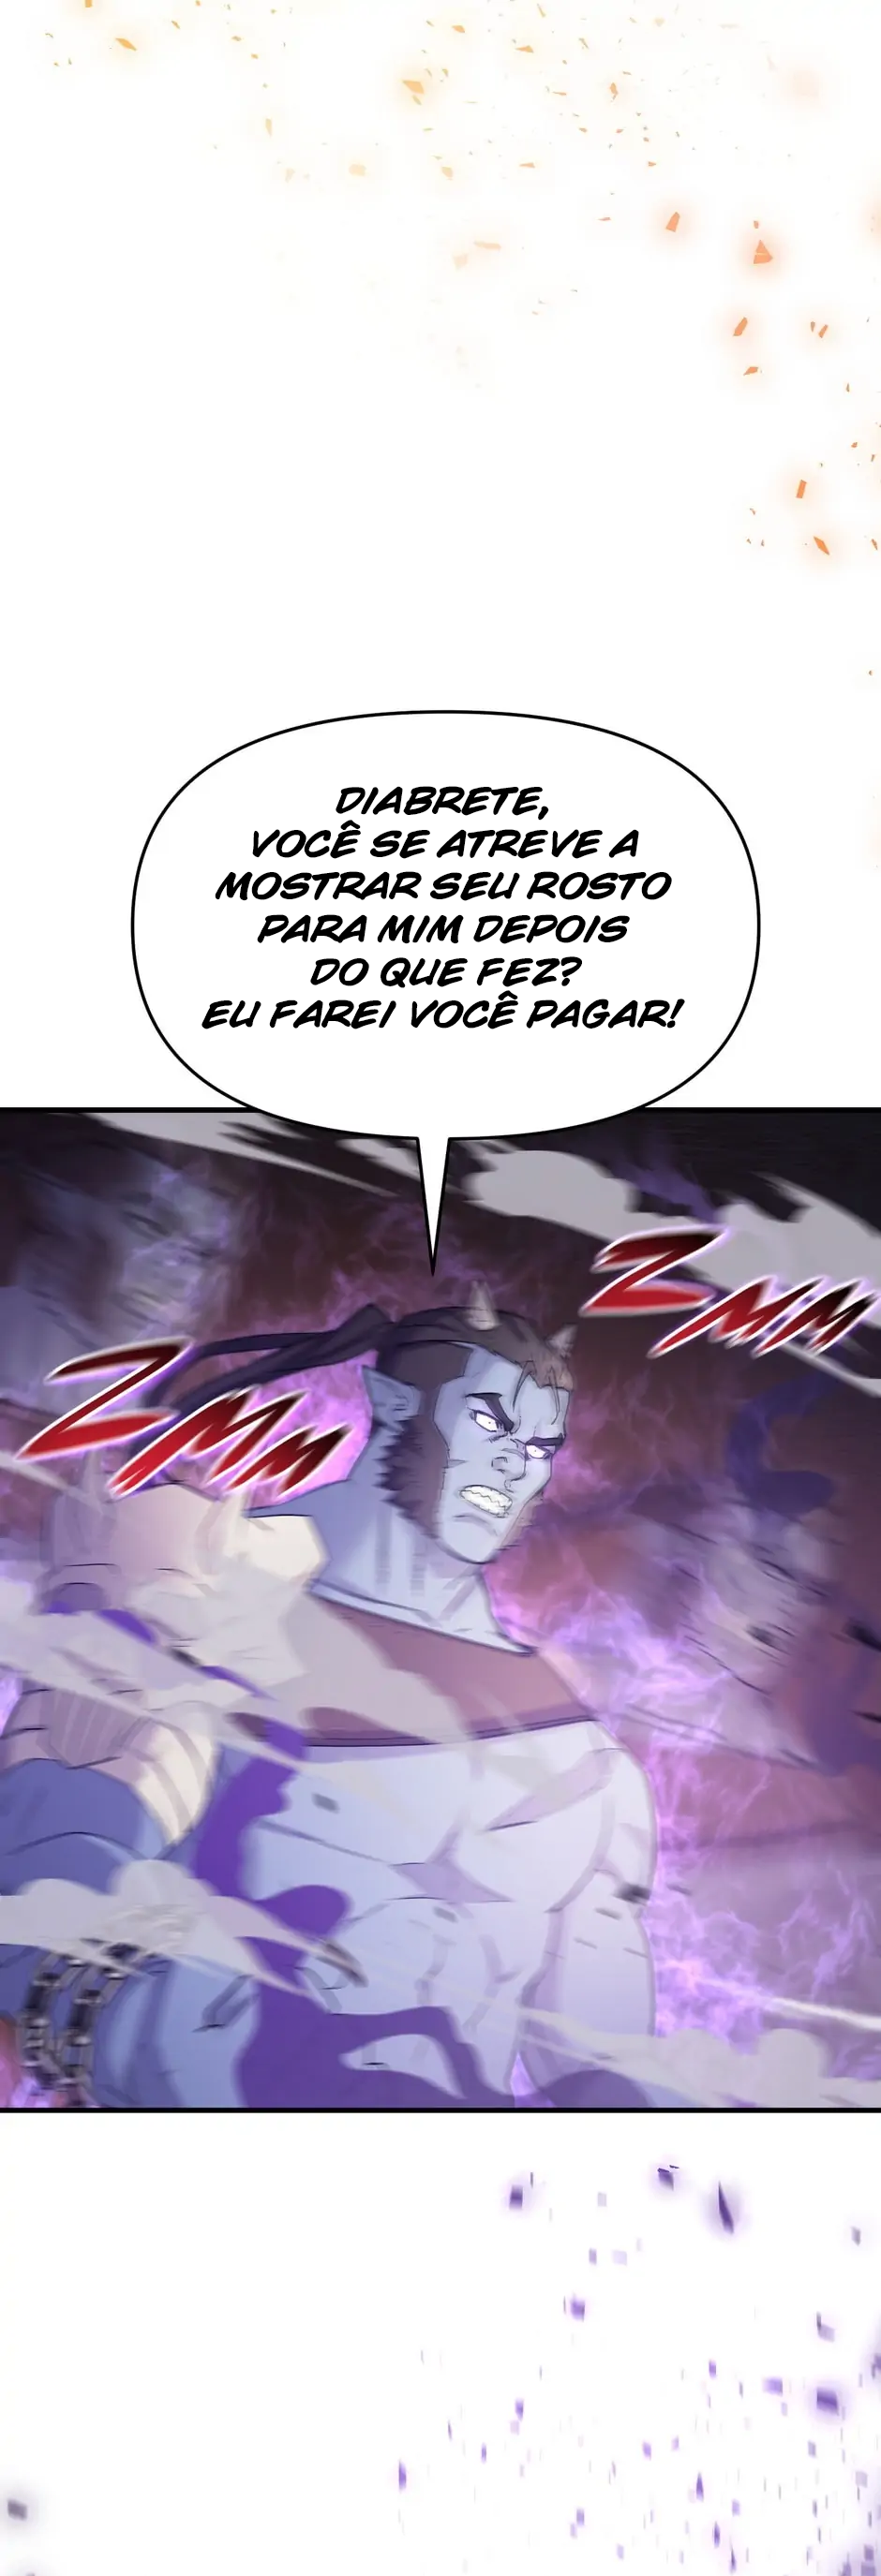 DIABRETE,
VOCÊ SE ATREVE A
MOSTRAR SEU ROSTO
PARA MIM DEPOIS
DO QUE FEZ?
EU FAREI VOCÊ PAGAR!
ZMM
ZMM